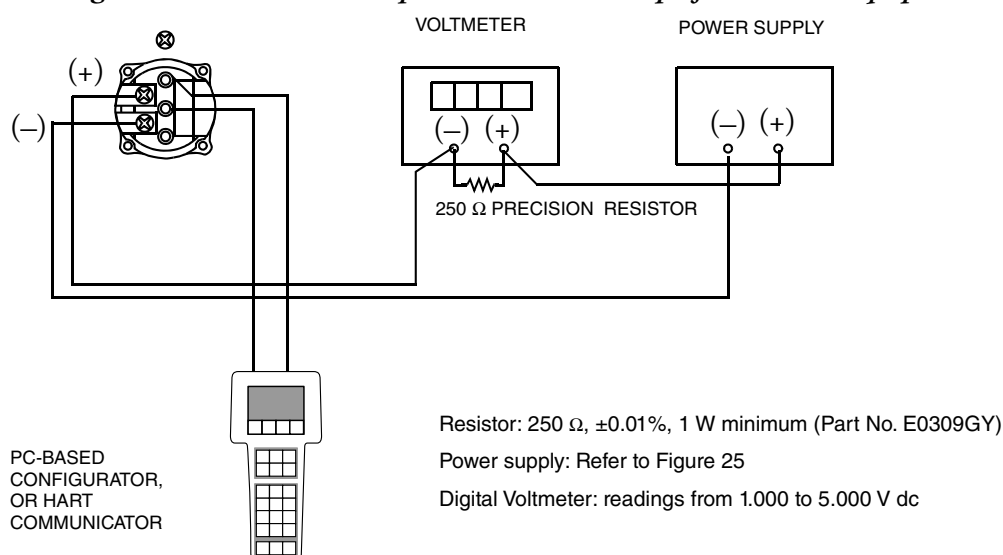 VOLTMETER
POWER SUPPLY
(+)
(–)
(–) (+)
(–) (+)
250 Ω PRECISION RESISTOR
PC-BASED
CONFIGURATOR,
OR HART
COMMUNICATOR
Resistor: 250 Ω, ±0.01%, 1 W minimum (Part No. E0309GY)
Power supply: Refer to Figure 25
Digital Voltmeter: readings from 1.000 to 5.000 V dc